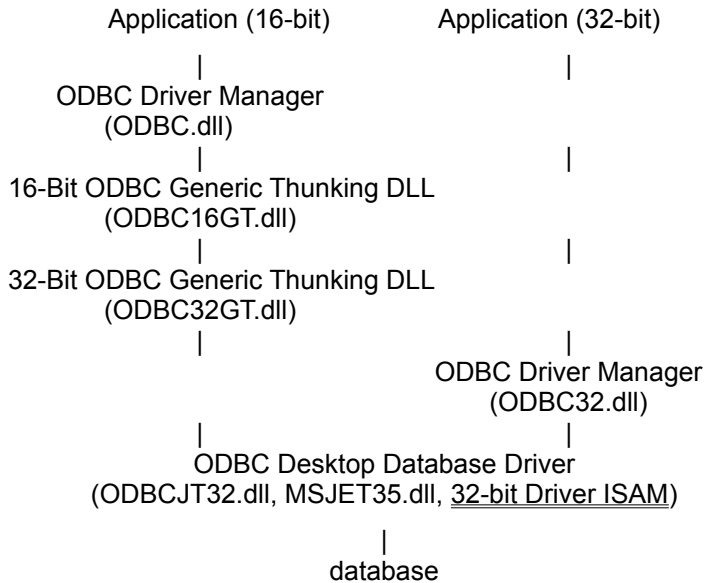 Application (16-bit) Application (32-bit)
| |
ODBC Driver Manager
(ODBC.dll)
| |
16-Bit ODBC Generic Thunking DLL
(ODBC16GT.dll)
| |
32-Bit ODBC Generic Thunking DLL
(ODBC32GT.dll)
| |
ODBC Driver Manager
(ODBC32.dll)
| |
ODBC Desktop Database Driver
(ODBCJT32.dll, MSJET35.dll, 32-bit Driver ISAM)
|
database